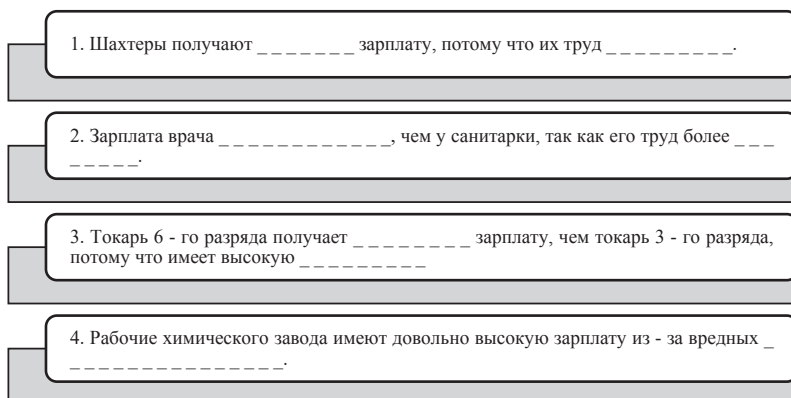 1. Шахтеры получают _ _ _ _ _ _ _ зарплату, потому что их труд _ _ _ _ _ _ _ _ _.
2. Зарплата врача _ _ _ _ _ _ _ _ _ _ _ _, чем у санитарки, так как его труд более _ _ _
_ _ _ _ _.
3. Токарь 6 - го разряда получает _ _ _ _ _ _ _ _ зарплату, чем токарь 3 - го разряда,
потому что имеет высокую _ _ _ _ _ _ _ _ _
4. Рабочие химического завода имеют довольно высокую зарплату из - за вредных _
_ _ _ _ _ _ _ _ _ _ _ _ _ _ _.